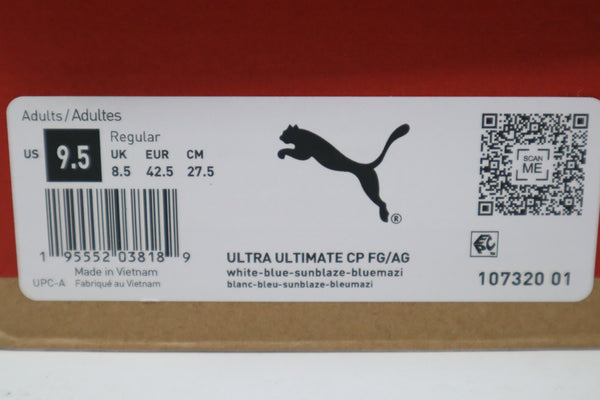 Adults/Adultes
Regular
US 9.5 UK EUR CM
8.5 42.5 27.5
1 95552 03818 9
Made in Vietnam
UPC-A Fabriqué au Vietnam
®
ULTRA ULTIMATE CP FG/AG
white-blue-sunblaze-bluemazi
blanc-bleu-sunblaze-bleumazi
SCAN
ME
107320 01